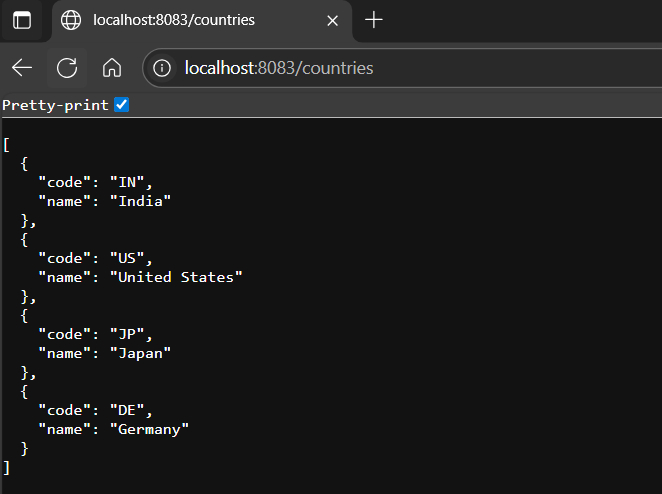 localhost:8083/countries
localhost:8083/countries
Pretty-print
[
  {
    "code": "IN",
    "name": "India"
  },
  {
    "code": "US",
    "name": "United States"
  },
  {
    "code": "JP",
    "name": "Japan"
  },
  {
    "code": "DE",
    "name": "Germany"
  }
]